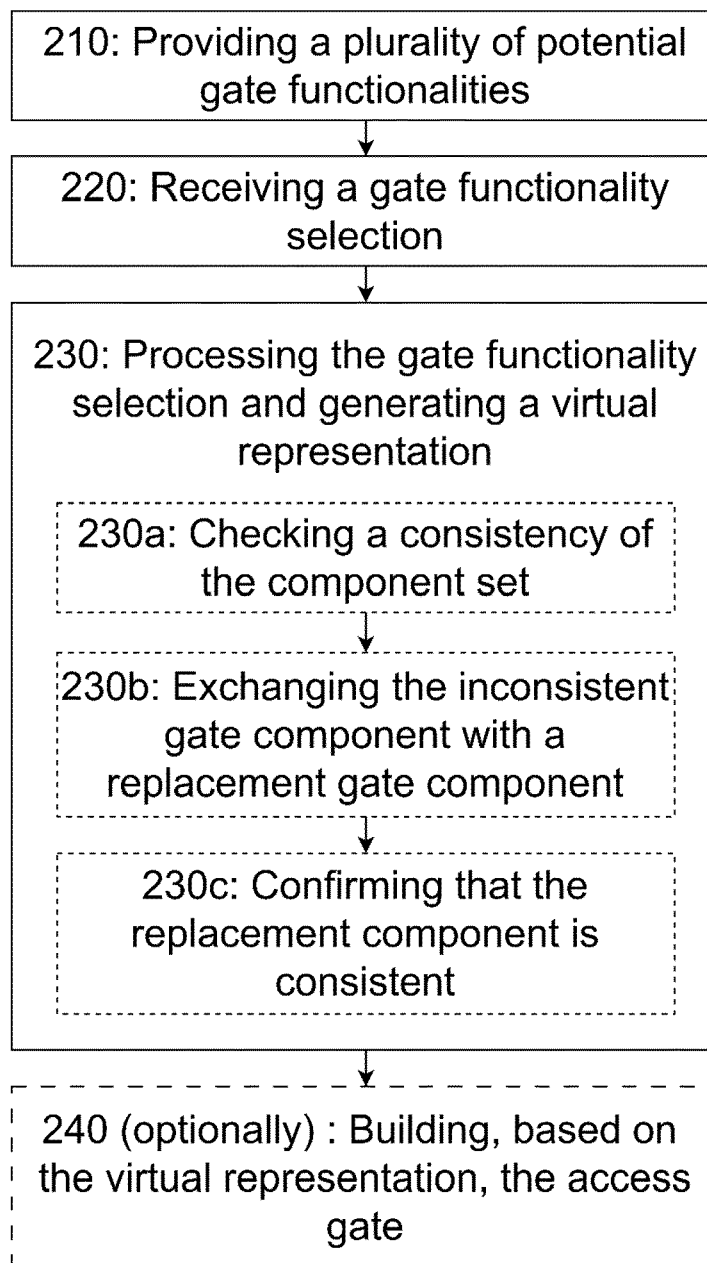 210: Providing a plurality of potential
gate functionalities
220: Receiving a gate functionality
selection
230: Processing the gate functionality
selection and generating a virtual
representation
230a: Checking a consistency of
the component set
230b: Exchanging the inconsistent
gate component with a
replacement gate component
230c: Confirming that the
replacement component is
consistent
240 (optionally) : Building, based on
the virtual representation, the access
gate